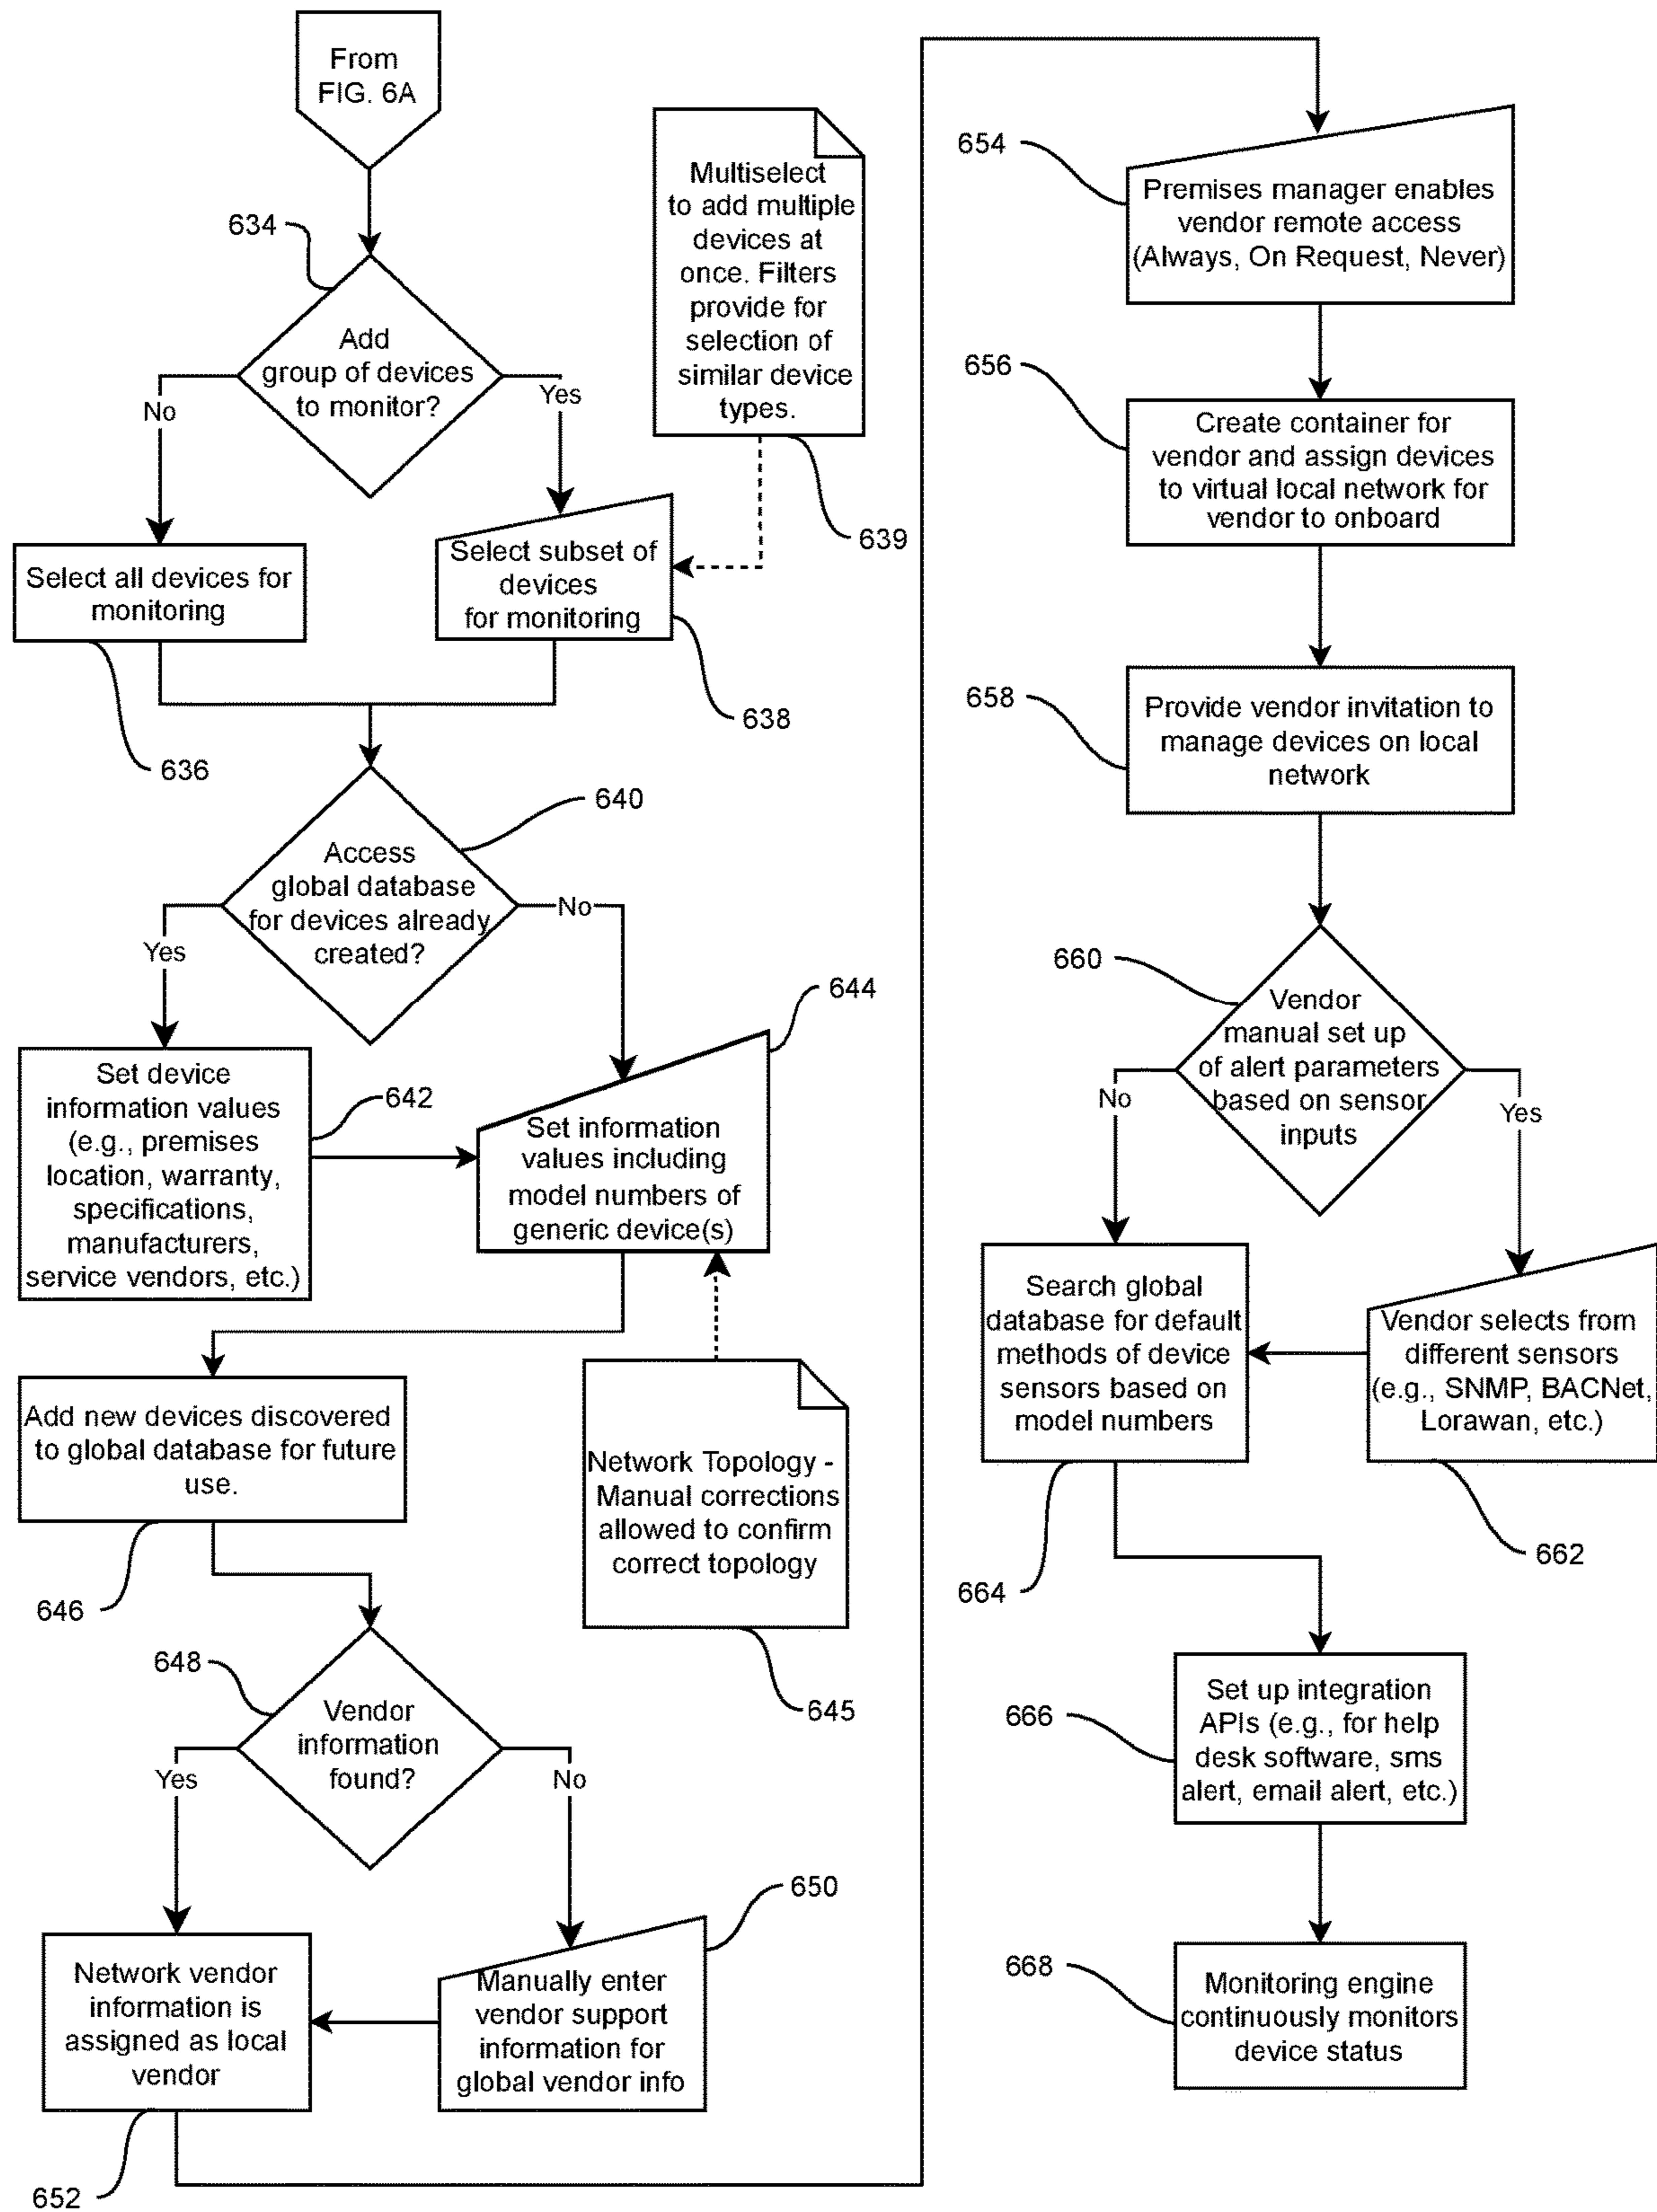 From
FIG. 6A
634
Add
group of devices
to monitor?
No
Yes
Multiselect
to add multiple
devices at
once. Filters
provide for
selection of
similar device
types.
639
Select all devices for
monitoring
636
Select subset of
devices
for monitoring
638
640
Access
global database
for devices already
created?
Yes
No
Set device
information values
(e.g., premises
location, warranty,
specifications,
manufacturers,
service vendors, etc.)
642
644
Set information
values including
model numbers of
generic device(s)
Add new devices discovered
to global database for future
use.
646
Network Topology -
Manual corrections
allowed to confirm
correct topology
645
648
Vendor
information
found?
Yes
No
Network vendor
information is
assigned as local
vendor
652
650
Manually enter
vendor support
information for
global vendor info
654
Premises manager enables
vendor remote access
(Always, On Request, Never)
656
Create container for
vendor and assign devices
to virtual local network for
vendor to onboard
658
Provide vendor invitation to
manage devices on local
network
660
Vendor
manual set up
of alert parameters
based on sensor
inputs
No
Yes
Search global
database for default
methods of device
sensors based on
model numbers
664
Vendor selects from
different sensors
(e.g., SNMP, BACNet,
Lorawan, etc.)
662
666
Set up integration
APIs (e.g., for help
desk software, sms
alert, email alert, etc.)
668
Monitoring engine
continuously monitors
device status